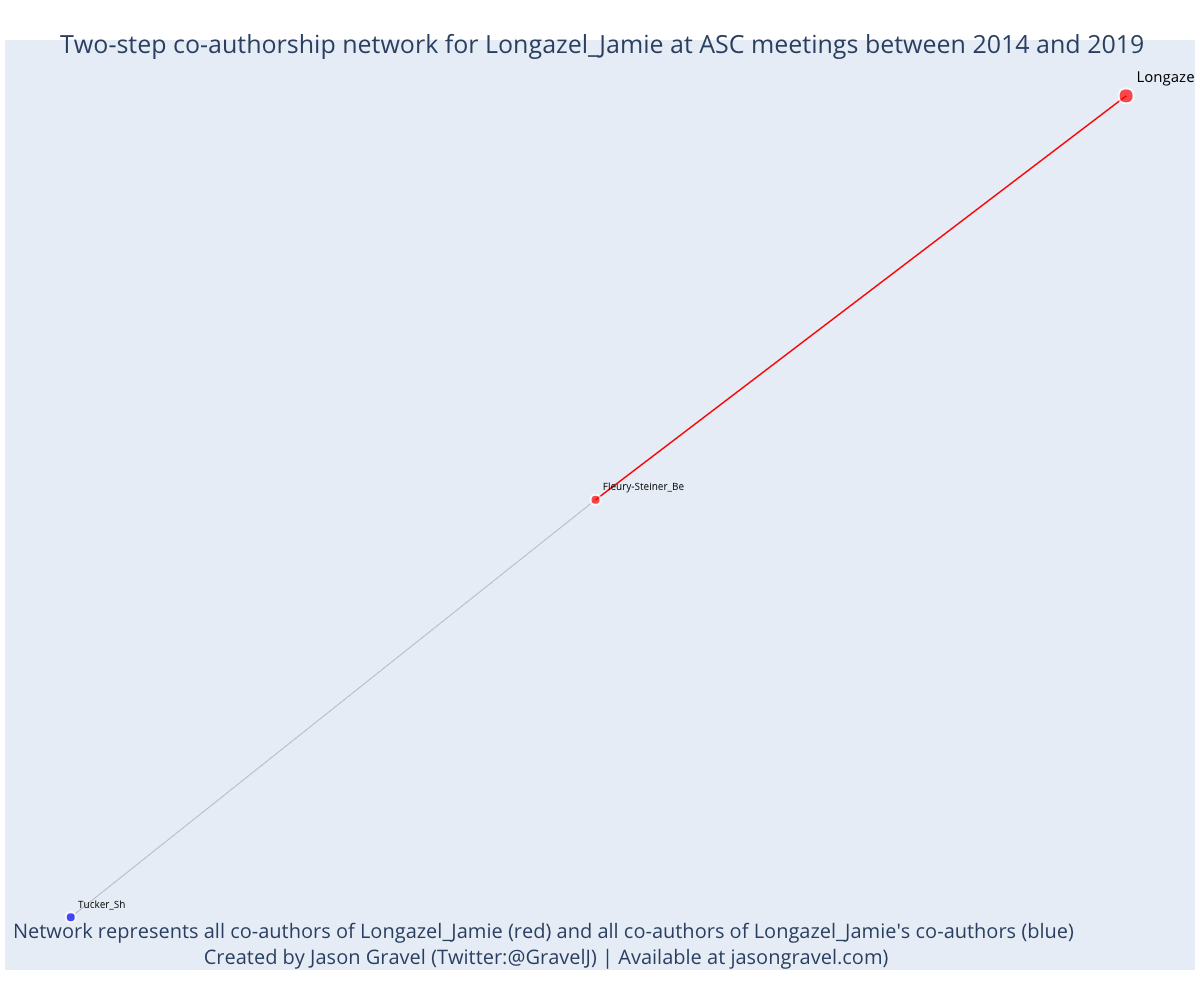 Two-step co-authorship network for Longazel_Jamie at ASC meetings between 2014 and 2019
Longaze
Fleury-Steiner_Be
Tucker_Sh
Network represents all co-authors of Longazel_Jamie (red) and all co-authors of Longazel_Jamie's co-authors (blue)
Created by Jason Gravel (Twitter:@GravelJ) | Available at jasongravel.com)